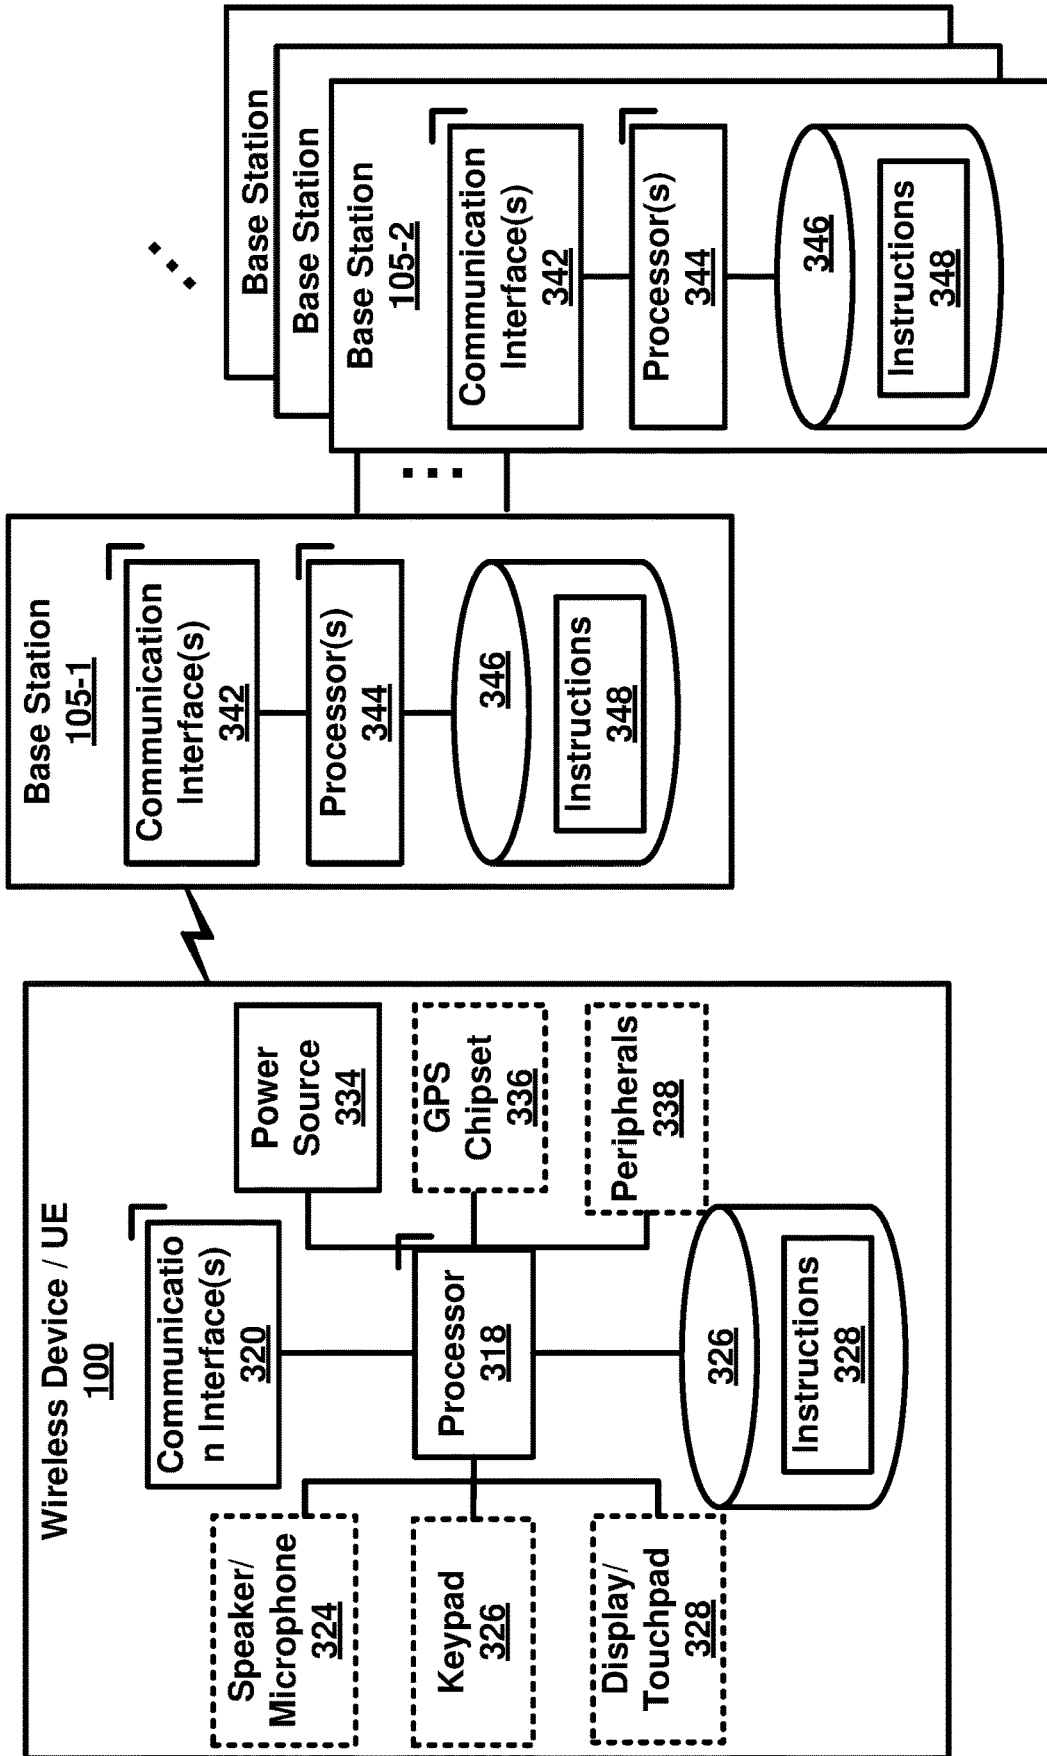 Wireless Device / UE
100
Communicatio
n Interface(s)
320
Speaker/
Microphone
324
Keypad
326
Display/
Touchpad
328
Processor
318
Power
Source
334
GPS
Chipset
336
Peripherals
338
326
Instructions
328
Base Station
105-1
Communication
Interface(s)
342
Processor(s)
344
346
Instructions
348
Base Station
Base Station
Base Station
105-2
Communication
Interface(s)
342
Processor(s)
344
346
Instructions
348